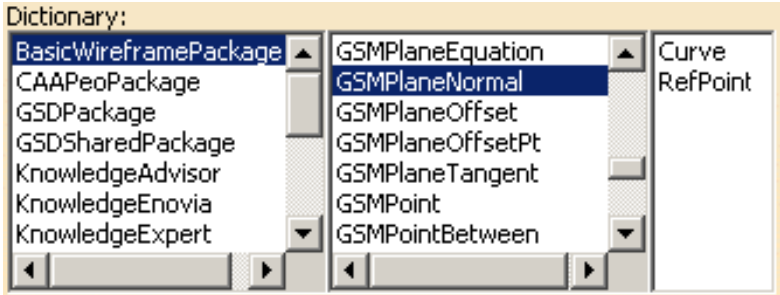 Dictionary:
BasicWireframePackage
CAAPeoPackage
GSDPackage
GSDSharedPackage
KnowledgeAdvisor
KnowledgeEnovia
KnowledgeExpert
GSMPlaneEquation
GSMPlaneNormal
GSMPlaneOffset
GSMPlaneOffsetPt
GSMPlaneTangent
GSMPoint
GSMPointBetween
Curve
RefPoint